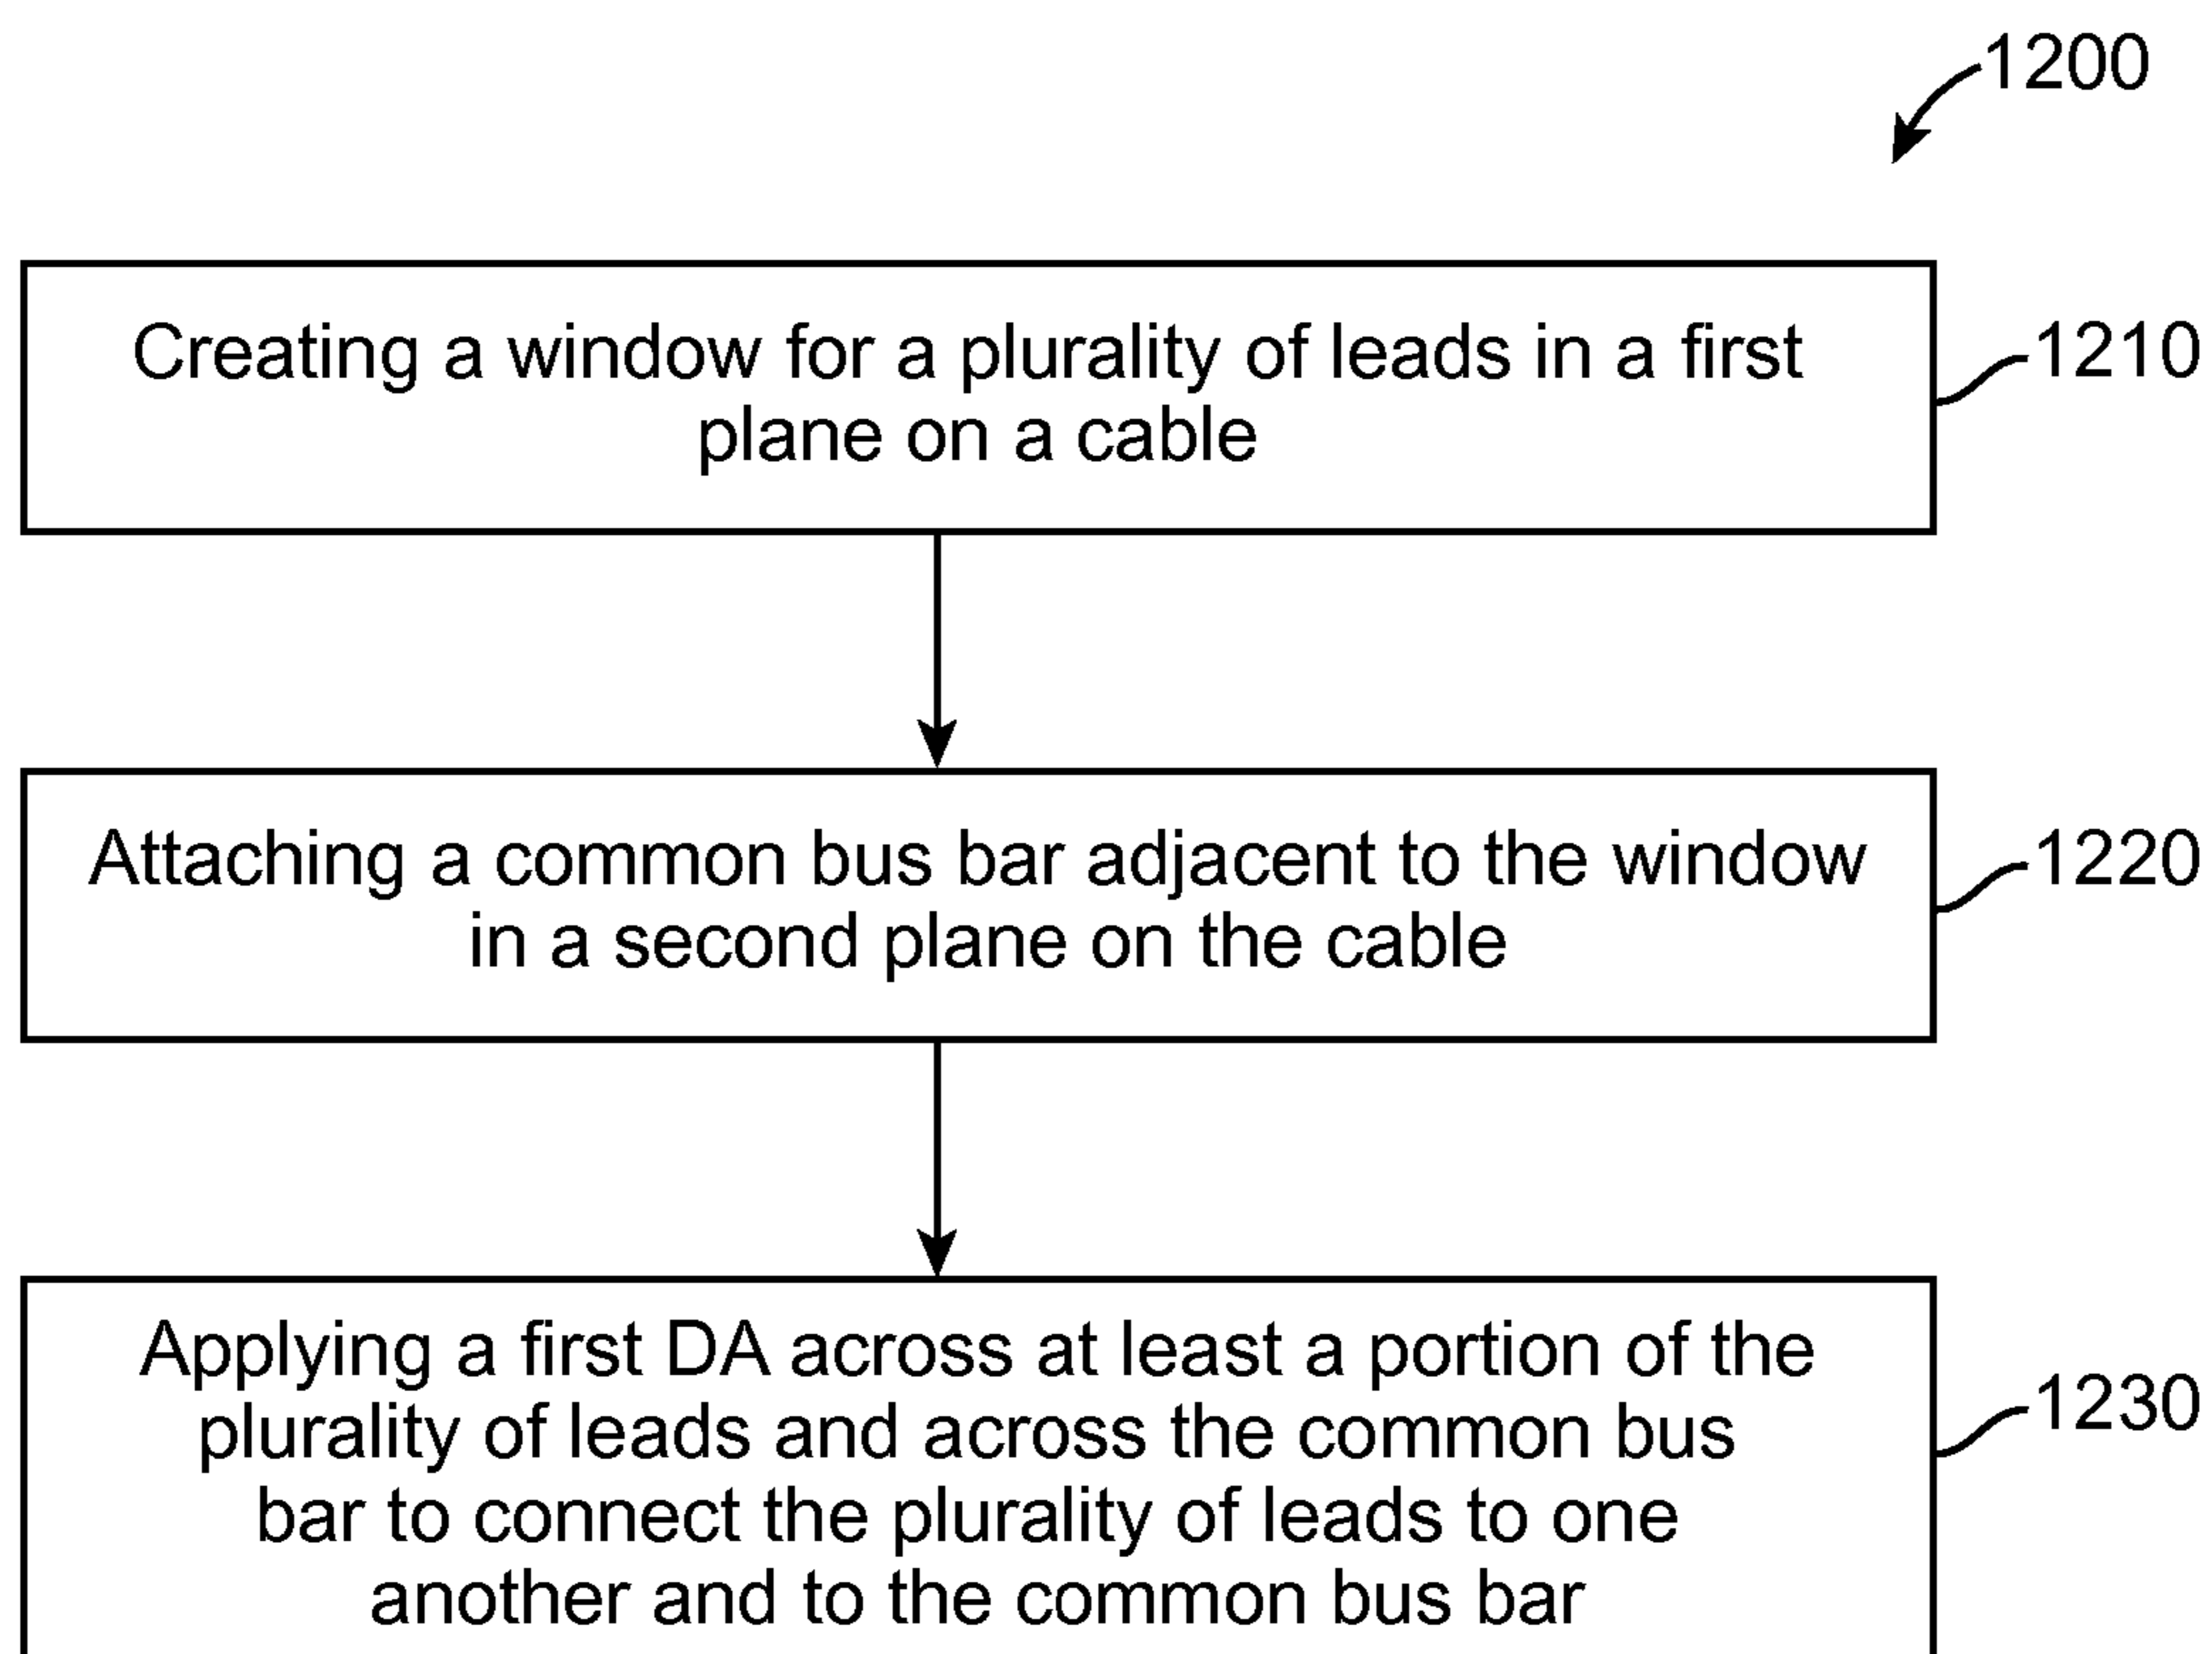 1200
Creating a window for a plurality of leads in a first
plane on a cable
1210
Attaching a common bus bar adjacent to the window
in a second plane on the cable
1220
Applying a first DA across at least a portion of the
plurality of leads and across the common bus
bar to connect the plurality of leads to one
another and to the common bus bar
1230